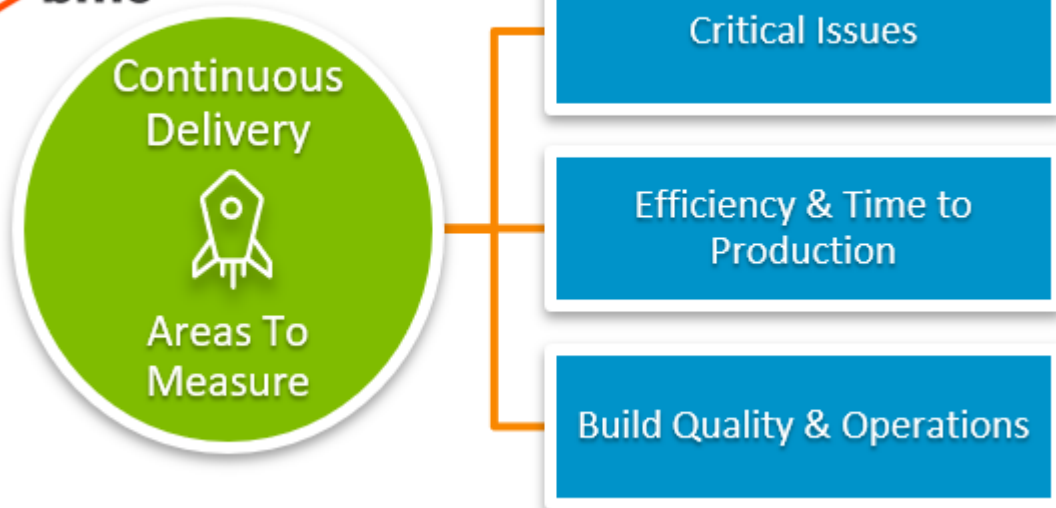 Continuous
Delivery
Areas To
Measure
Critical Issues
Efficiency & Time to
Production
Build Quality & Operations